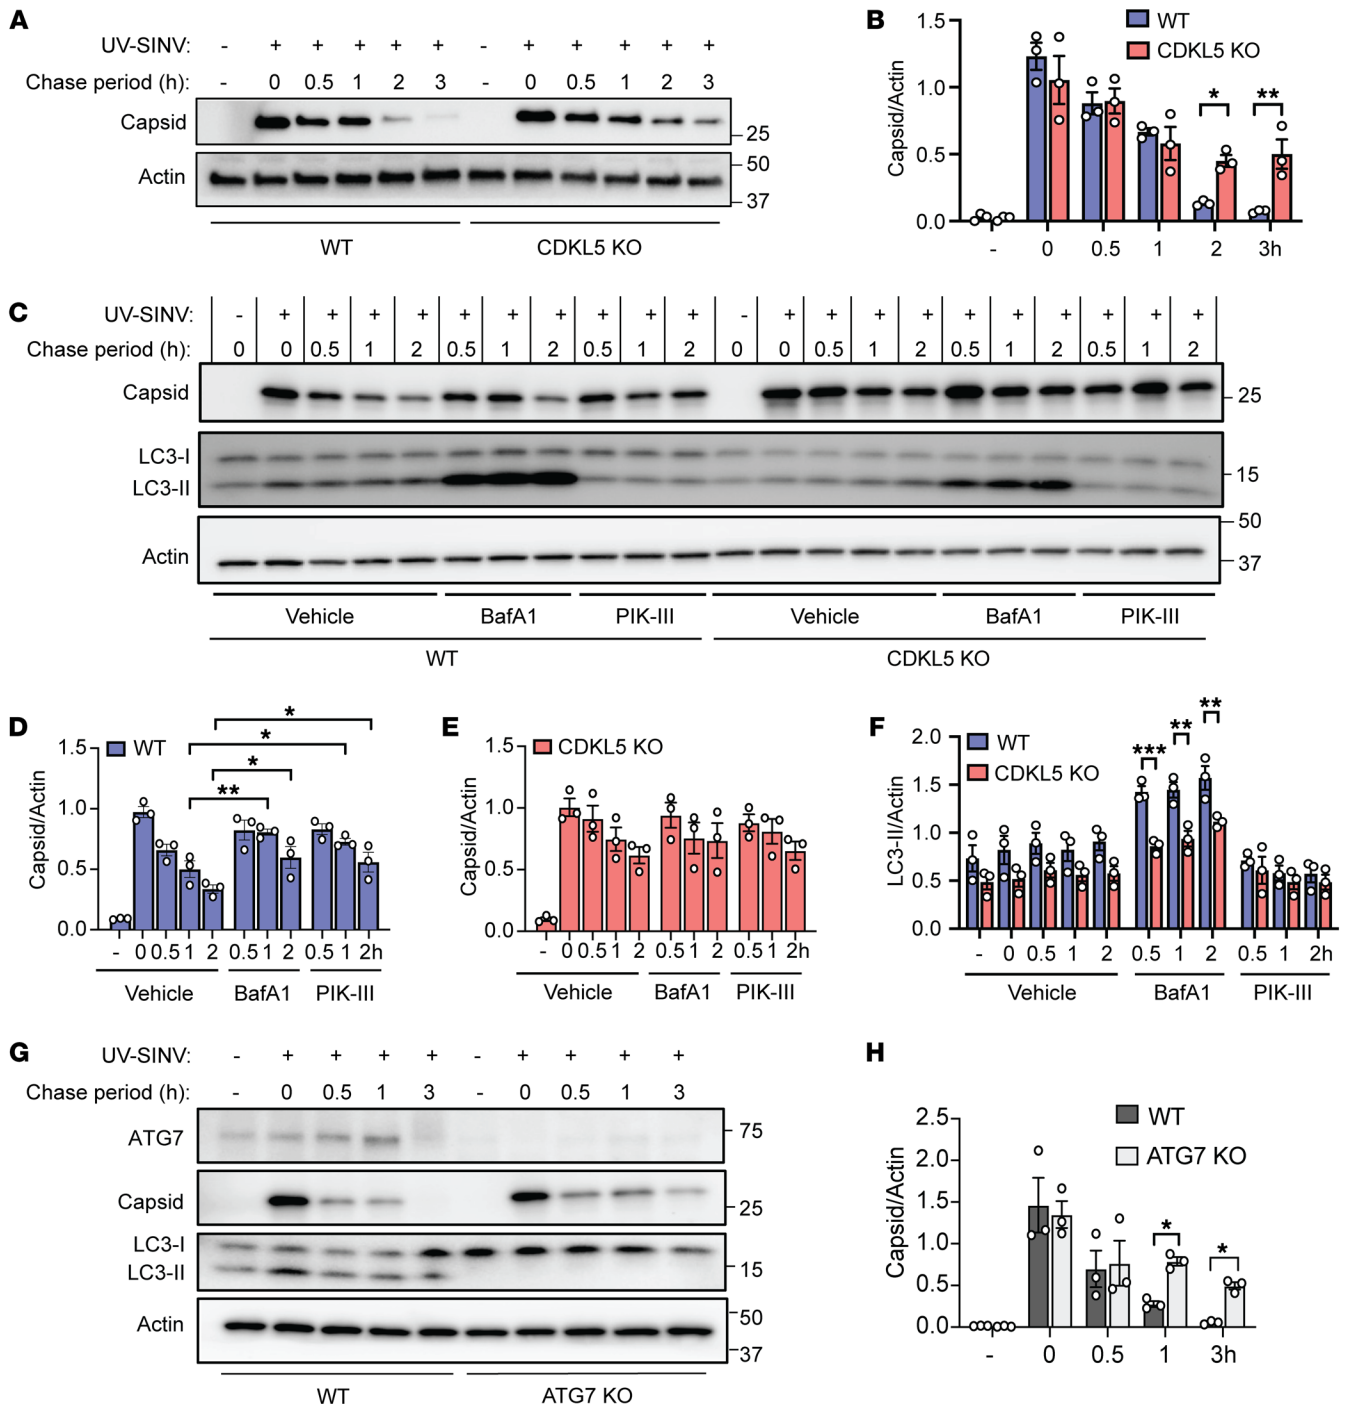 A
UV-SINV: - + + + + + - + + + + +
Chase period (h): - 0 0.5 1 2 3 - 0 0.5 1 2 3
Capsid
25
Actin
50
37
WT CDKL5 KO
B
WT
CDKL5 KO
Capsid/Actin
1.5
1.0
0.5
0.0
* **
- 0 0.5 1 2 3h
C
UV-SINV: - + + + + + + + + + + - + + + + + + + + + +
Chase period (h): 0 0 0.5 1 2 0.5 1 2 0.5 1 2 0 0 0.5 1 2 0.5 1 2 0.5 1 2
Capsid
25
LC3-I
LC3-II
15
Actin
50
37
Vehicle BafA1 PIK-III Vehicle BafA1 PIK-III
WT CDKL5 KO
D
WT
Capsid/Actin
1.5
1.0
0.5
0.0
*
*
*
**
- 0 0.5 1 2 0.5 1 2 0.5 1 2h
Vehicle BafA1 PIK-III
E
CDKL5 KO
Capsid/Actin
1.5
1.0
0.5
0.0
- 0 0.5 1 2 0.5 1 2 0.5 1 2h
Vehicle BafA1 PIK-III
F
WT
CDKL5 KO
LC3-II/Actin
2.0
1.5
1.0
0.5
0.0
*** ** **
- 0 0.5 1 2 0.5 1 2 0.5 1 2h
Vehicle BafA1 PIK-III
G
UV-SINV: - + + + + - + + + +
Chase period (h): - 0 0.5 1 3 - 0 0.5 1 3
ATG7
75
Capsid
25
LC3-I
LC3-II
15
Actin
50
37
WT ATG7 KO
H
WT
ATG7 KO
Capsid/Actin
2.5
2.0
1.5
1.0
0.5
0.0
* *
- 0 0.5 1 3h